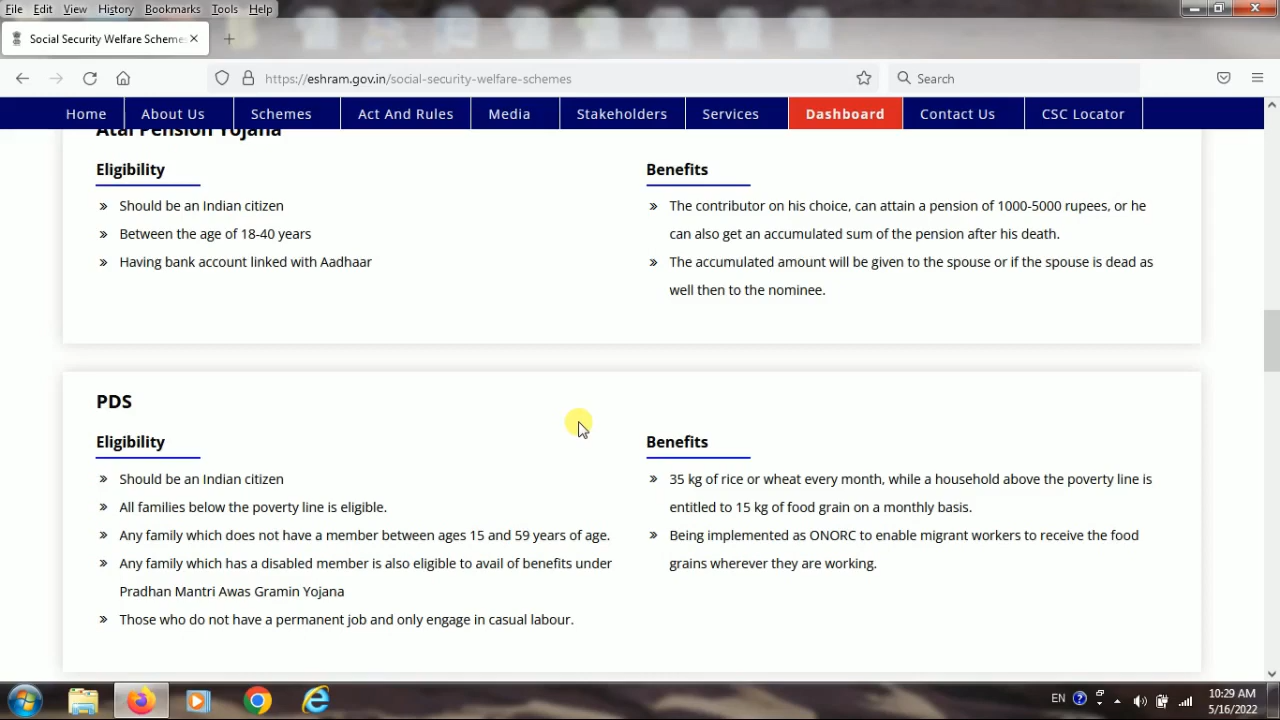 File Edit View History Bookmarks Tools Help
Social Security Welfare Scheme
https://eshram.gov.in/social-security-welfare-schemes
Search
Home About Us Schemes Act And Rules Media Stakeholders Services Dashboard Contact Us CSC Locator
Atal Pension Yojana
Eligibility
Should be an Indian citizen
Between the age of 18-40 years
Having bank account linked with Aadhaar
Benefits
The contributor on his choice, can attain a pension of 1000-5000 rupees, or he
can also get an accumulated sum of the pension after his death.
The accumulated amount will be given to the spouse or if the spouse is dead as
well then to the nominee.
PDS
Eligibility
Should be an Indian citizen
All families below the poverty line is eligible.
Any family which does not have a member between ages 15 and 59 years of age.
Any family which has a disabled member is also eligible to avail of benefits under
Pradhan Mantri Awas Gramin Yojana
Those who do not have a permanent job and only engage in casual labour.
Benefits
35 kg of rice or wheat every month, while a household above the poverty line is
entitled to 15 kg of food grain on a monthly basis.
Being implemented as ONORC to enable migrant workers to receive the food
grains wherever they are working.
EN
10:29 AM
5/16/2022